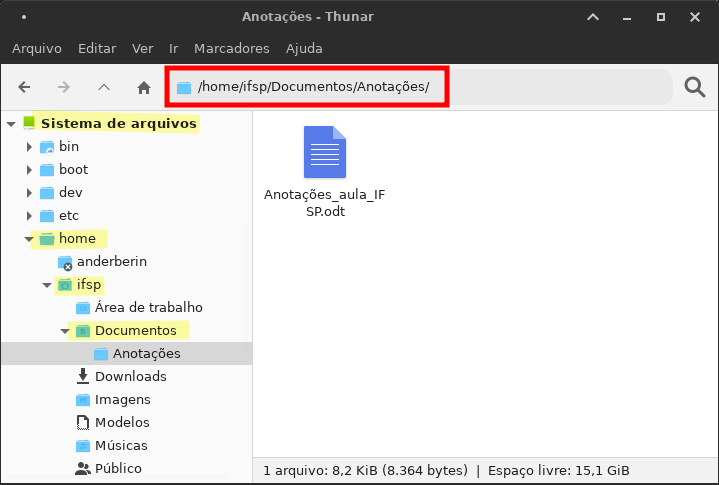 Anotações - Thunar
Arquivo Editar Ver Ir Marcadores Ajuda
/home/ifsp/Documentos/Anotações/
Sistema de arquivos
bin
boot
dev
etc
home
anderberin
ifsp
Área de trabalho
Documentos
Anotações
Downloads
Imagens
Modelos
Músicas
Público
Anotações_aula_IF
SP.odt
1 arquivo: 8,2 KiB (8.364 bytes) | Espaço livre: 15,1 GiB